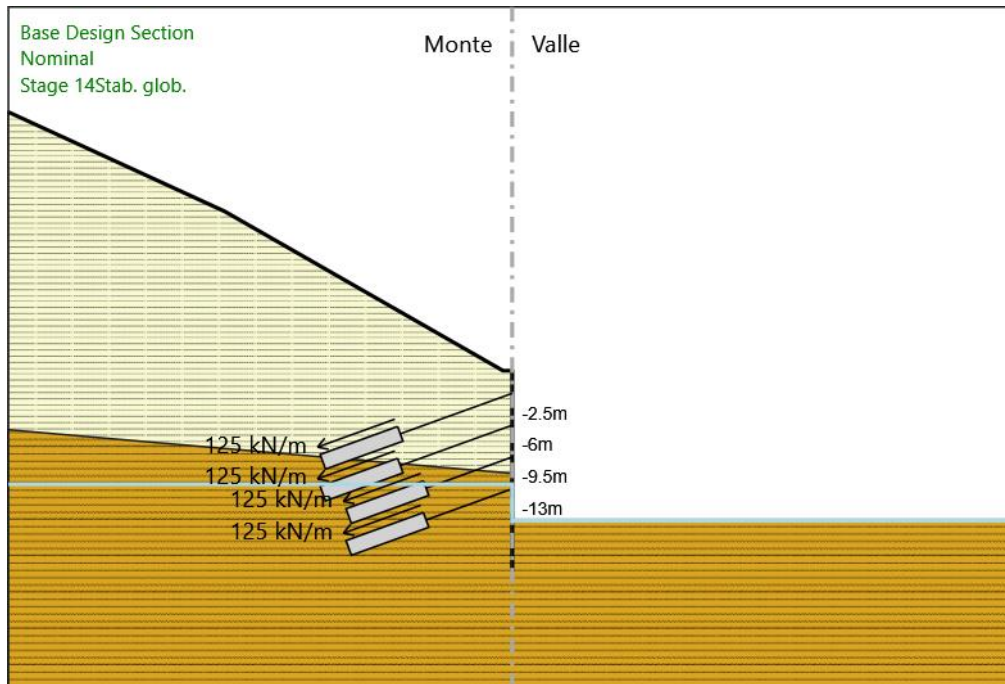 Base Design Section
Nominal
Stage 14Stab. glob.
Monte
Valle
-2.5m
125 kN/m
-6m
125 kN/m
-9.5m
125 kN/m
-13m
125 kN/m